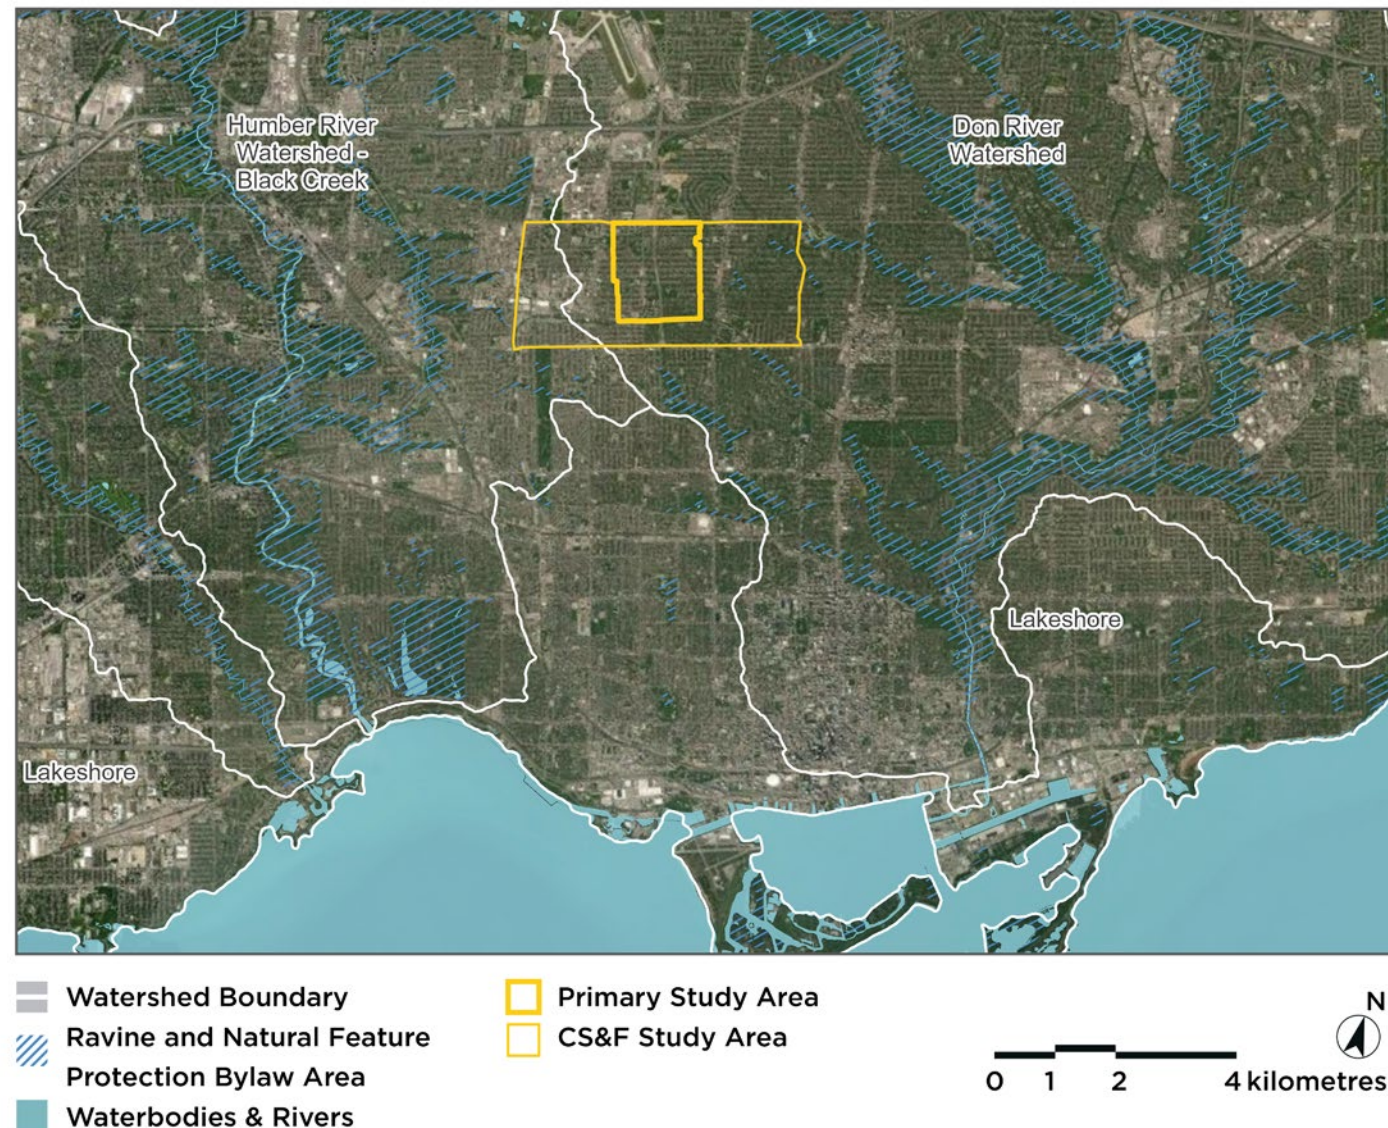 Humber River
Watershed -
Black Creek
Don River
Watershed
Lakeshore
Lakeshore
Watershed Boundary
Ravine and Natural Feature
Protection Bylaw Area
Waterbodies & Rivers
Primary Study Area
CS&F Study Area
N
0 1 2 4 kilometres